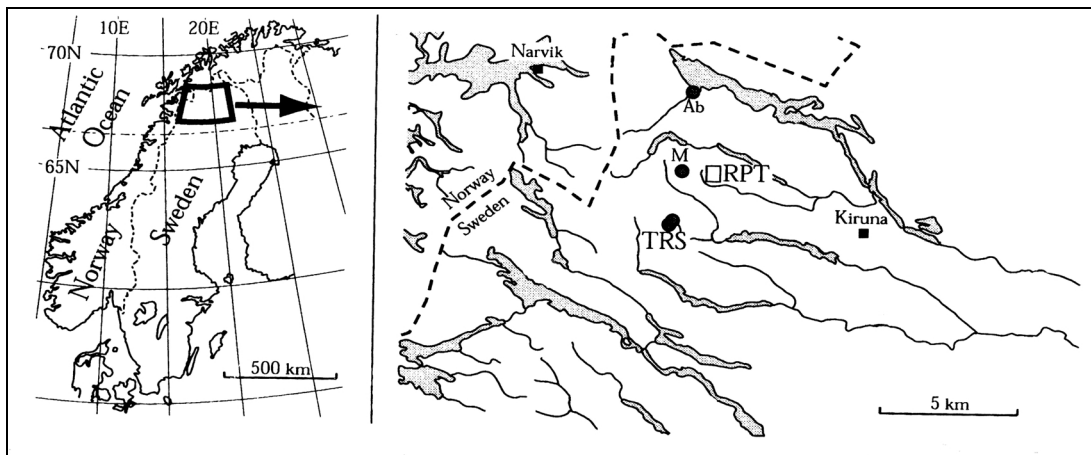 10E 20E
70N
Atlantic
Ocean
65N
Sweden
Norway
500 km
Narvik
Ab
M
RPT
Norway
Sweden
Kiruna
TRS
5 km